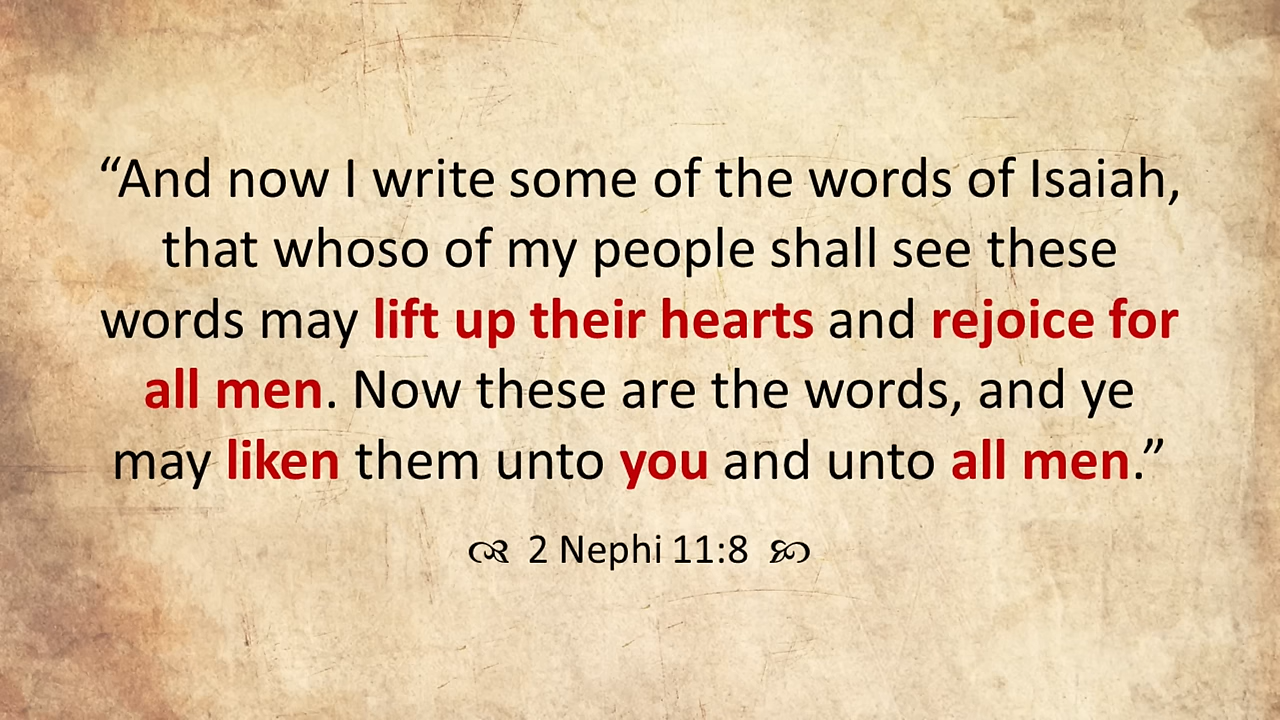 “And now I write some of the words of Isaiah,
that whoso of my people shall see these
words may lift up their hearts and rejoice for
all men. Now these are the words, and ye
may liken them unto you and unto all men.”
2 Nephi 11:8